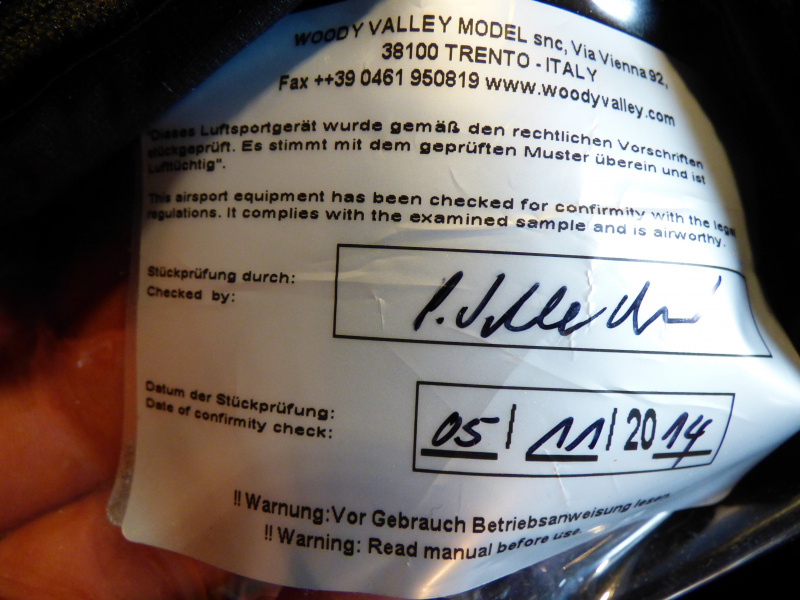 WOODY VALLEY MODEL snc, Via Vienna 92,
38100 TRENTO - ITALY
Fax ++39 0461 950819 www.woodyvalley.com
"Dieses Luftsportgerät wurde gemäß den rechtlichen Vorschriften
stückgeprüft. Es stimmt mit dem geprüften Muster überein und ist
Lufttüchtig".
This airsport equipment has been checked for confirmity with the legal
regulations. It complies with the examined sample and is airworthy.
Stückprüfung durch:
Checked by:
Datum der Stückprüfung:
Date of confirmity check:
05 / 11 / 2014
!! Warnung:Vor Gebrauch Betriebsanweisung lesen.
!! Warning: Read manual before use.